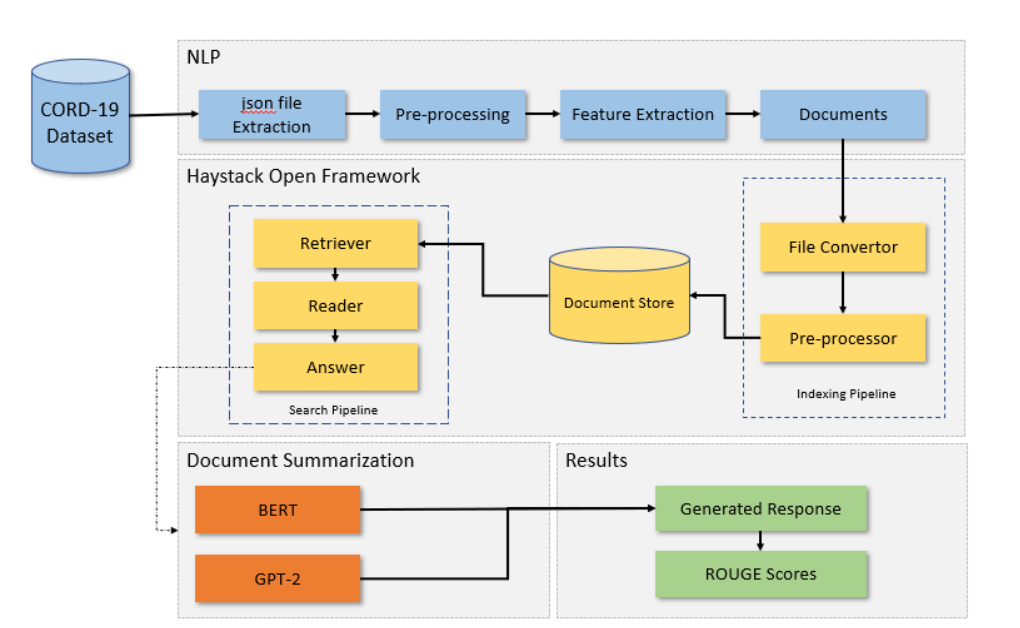 NLP
CORD-19
Dataset
json file
Extraction
Pre-processing
Feature Extraction
Documents
Haystack Open Framework
Retriever
Reader
Answer
Search Pipeline
Document Store
File Convertor
Pre-processor
Indexing Pipeline
Document Summarization
BERT
GPT-2
Results
Generated Response
ROUGE Scores